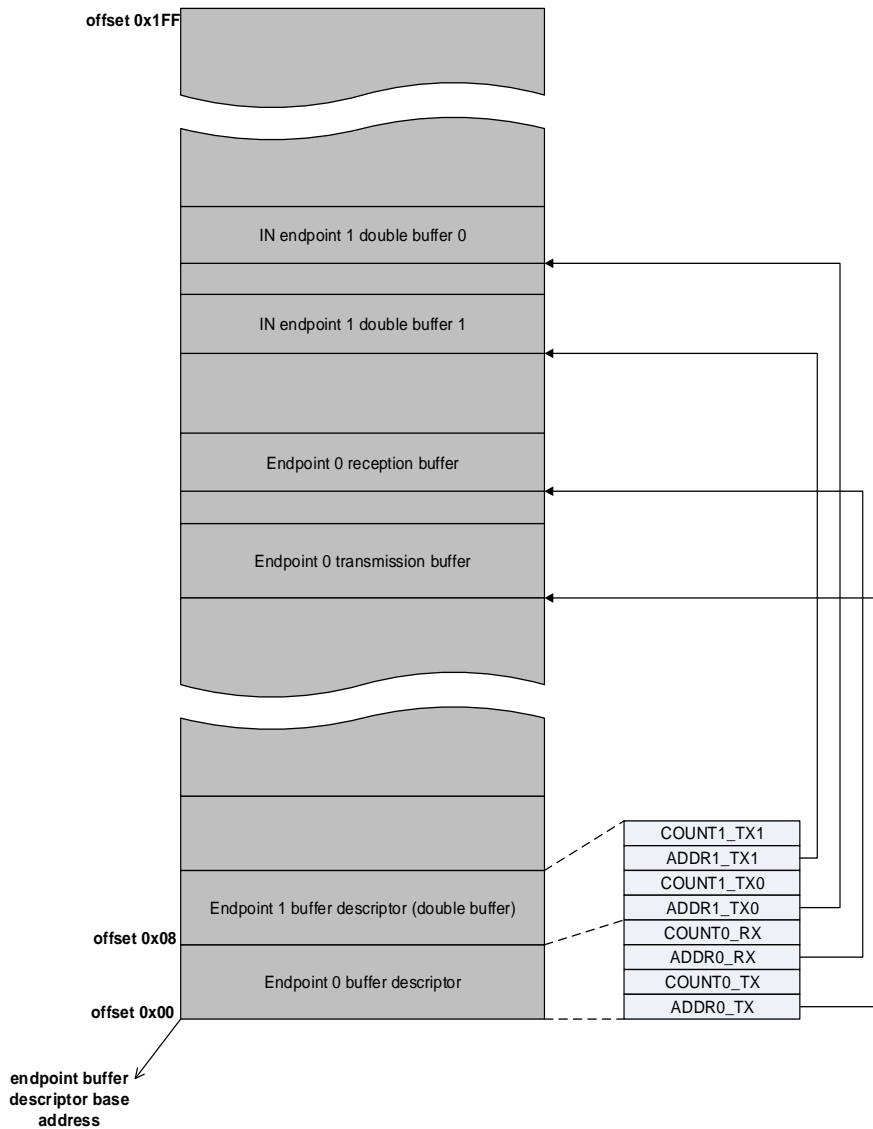 offset 0x1FF
IN endpoint 1 double buffer 0
IN endpoint 1 double buffer 1
Endpoint 0 reception buffer
Endpoint 0 transmission buffer
COUNT1_TX1
ADDR1_TX1
COUNT1_TX0
Endpoint 1 buffer descriptor (double buffer)
ADDR1_TX0
COUNT0_RX
offset 0x08
ADDR0_RX
Endpoint 0 buffer descriptor
COUNT0_TX
ADDR0_TX
offset 0x00
endpoint buffer
descriptor base
address